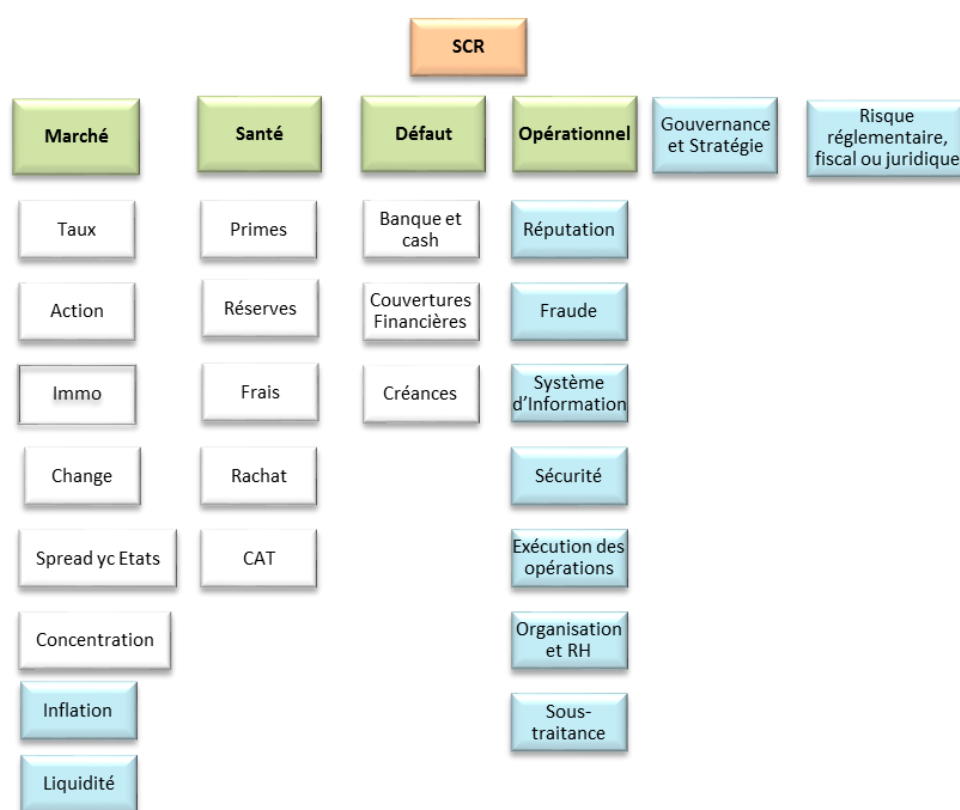 SCR
Marché
Santé
Défaut
Opérationnel
Gouvernance
et Stratégie
Risque
réglementaire,
fiscal ou juridique
Taux
Primes
Banque et
cash
Réputation
Action
Réserves
Couvertures
Financières
Fraude
Immo
Frais
Créances
Système
d'Information
Change
Rachat
Sécurité
Spread yc Etats
CAT
Exécution des
opérations
Concentration
Organisation
et RH
Inflation
Sous-
traitance
Liquidité